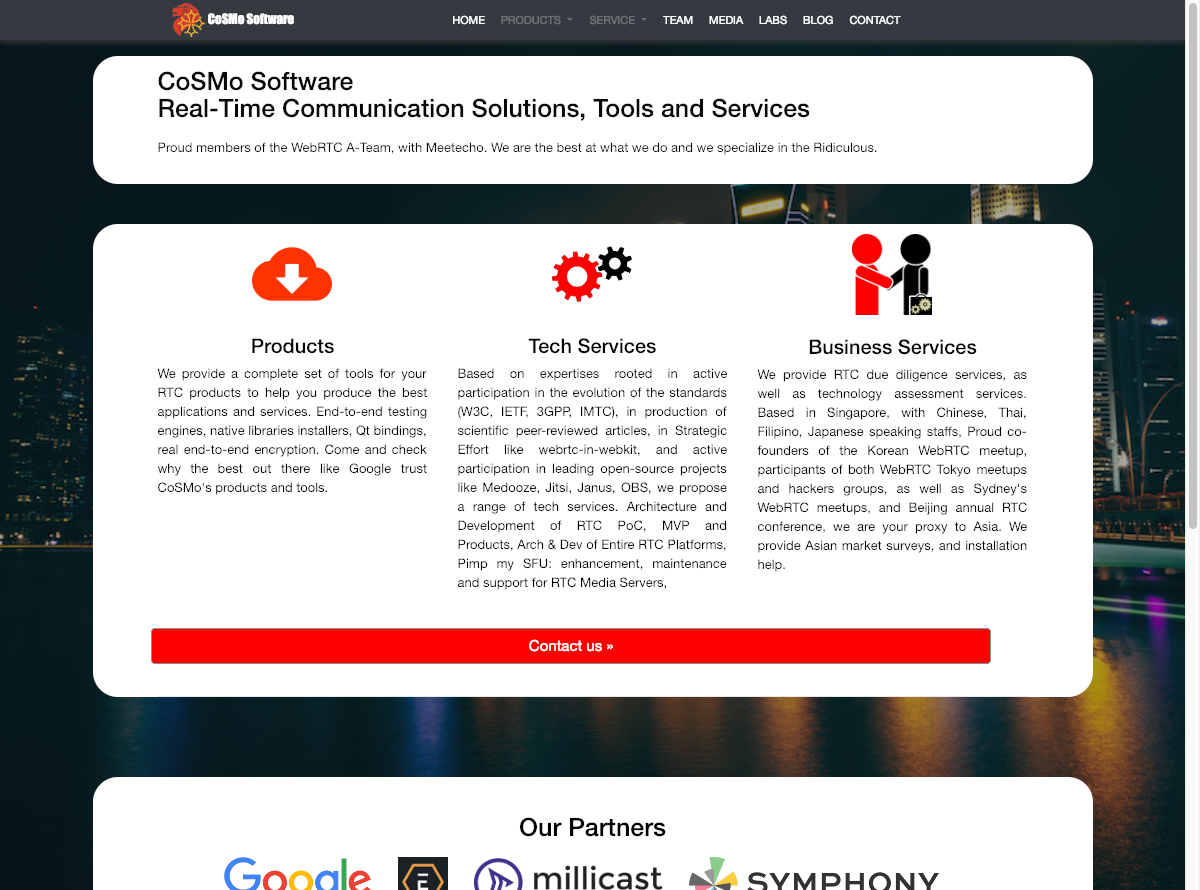 CoSMo Software
HOME PRODUCTS SERVICE TEAM MEDIA LABS BLOG CONTACT
CoSMo Software
Real-Time Communication Solutions, Tools and Services
Proud members of the WebRTC A-Team, with Meetecho. We are the best at what we do and we specialize in the Ridiculous.
Products
We provide a complete set of tools for your
RTC products to help you produce the best
applications and services. End-to-end testing
engines, native libraries installers, Qt bindings,
real end-to-end encryption. Come and check
why the best out there like Google trust
CoSMo's products and tools.
Tech Services
Based on expertises rooted in active
participation in the evolution of the standards
(W3C, IETF, 3GPP, IMTC), in production of
scientific peer-reviewed articles, in Strategic
Effort like webrtc-in-webkit, and active
participation in leading open-source projects
like Medooze, Jitsi, Janus, OBS, we propose
a range of tech services. Architecture and
Development of RTC PoC, MVP and
Products, Arch & Dev of Entire RTC Platforms,
Pimp my SFU: enhancement, maintenance
and support for RTC Media Servers,
Business Services
We provide RTC due diligence services, as
well as technology assessment services.
Based in Singapore, with Chinese, Thai,
Filipino, Japanese speaking staffs, Proud co-
founders of the Korean WebRTC meetup,
participants of both WebRTC Tokyo meetups
and hackers groups, as well as Sydney's
WebRTC meetups, and Beijing annual RTC
conference, we are your proxy to Asia. We
provide Asian market surveys, and installation
help.
Contact us »
Our Partners
Google E millicast SYMPHONY